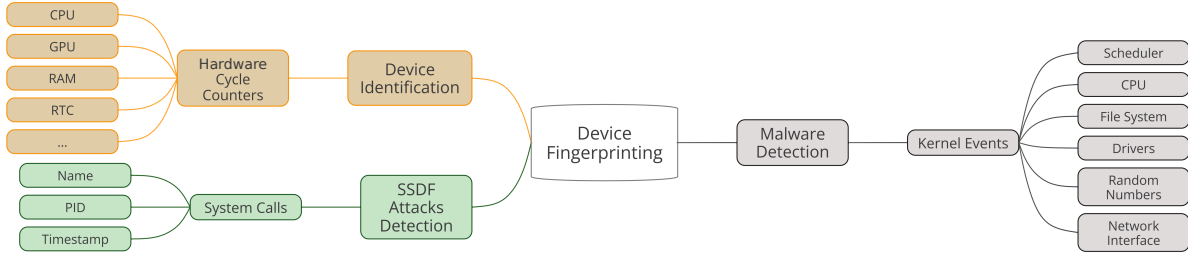 CPU
GPU
RAM
RTC
...
Hardware
Cycle
Counters
Device
Identification
Name
PID
Timestamp
System Calls
SSDF
Attacks
Detection
Device
Fingerprinting
Malware
Detection
Kernel Events
Scheduler
CPU
File System
Drivers
Random
Numbers
Network
Interface